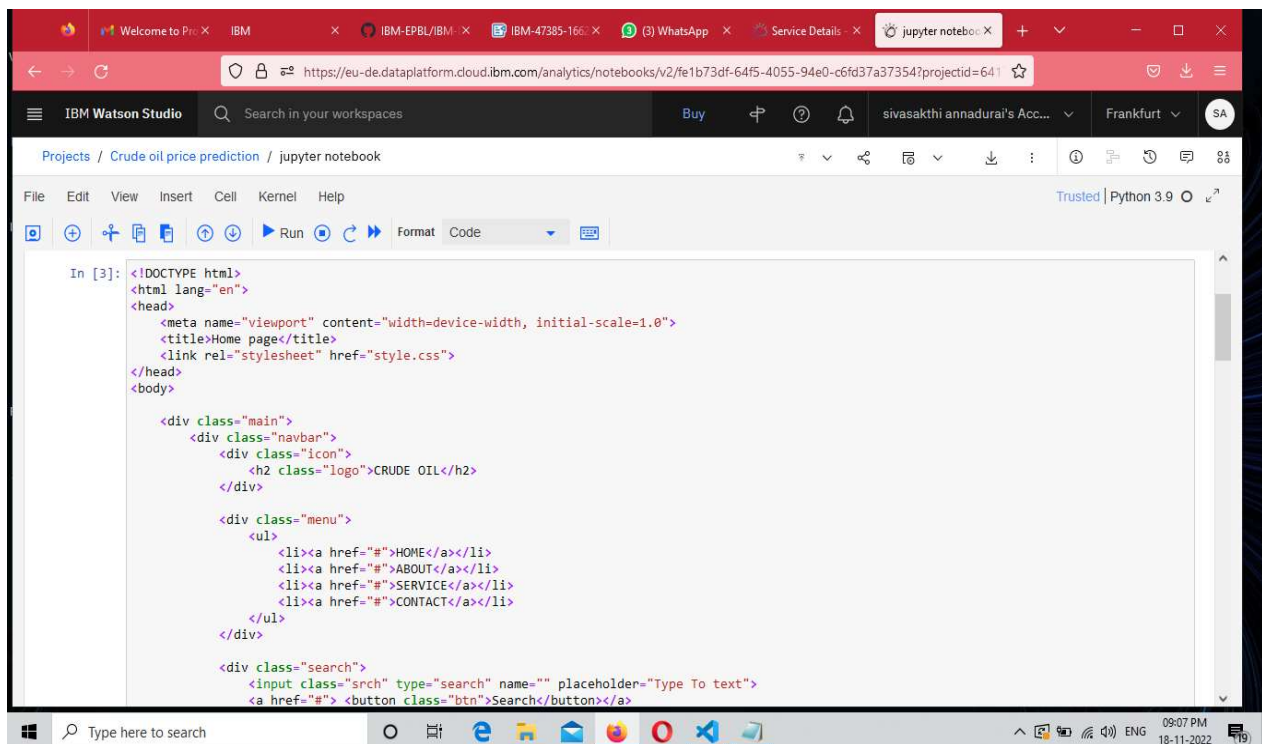 Welcome to Pro
IBM
IBM-EPBL/IBM-
IBM-47385-166
(3) WhatsApp
Service Details -
jupyter noteboo
https://eu-de.dataplatform.cloud.ibm.com/analytics/notebooks/v2/fe1b73df-64f5-4055-94e0-c6fd37a37354?projectid=641
IBM Watson Studio
Search in your workspaces
Buy
sivasakthi annadurai's Acc...
Frankfurt
SA
Projects / Crude oil price prediction / jupyter notebook
File Edit View Insert Cell Kernel Help
Trusted | Python 3.9
Run
Format
Code
In [3]:
<!DOCTYPE html>
<html lang="en">
<head>
    <meta name="viewport" content="width=device-width, initial-scale=1.0">
    <title>Home page</title>
    <link rel="stylesheet" href="style.css">
</head>
<body>
    <div class="main">
        <div class="navbar">
            <div class="icon">
                <h2 class="logo">CRUDE OIL</h2>
            </div>
            <div class="menu">
                <ul>
                    <li><a href="#">HOME</a></li>
                    <li><a href="#">ABOUT</a></li>
                    <li><a href="#">SERVICE</a></li>
                    <li><a href="#">CONTACT</a></li>
                </ul>
            </div>
            <div class="search">
                <input class="srch" type="search" name="" placeholder="Type To text">
                <a href="#"> <button class="btn">Search</button></a>
Type here to search
ENG
09:07 PM
18-11-2022
19